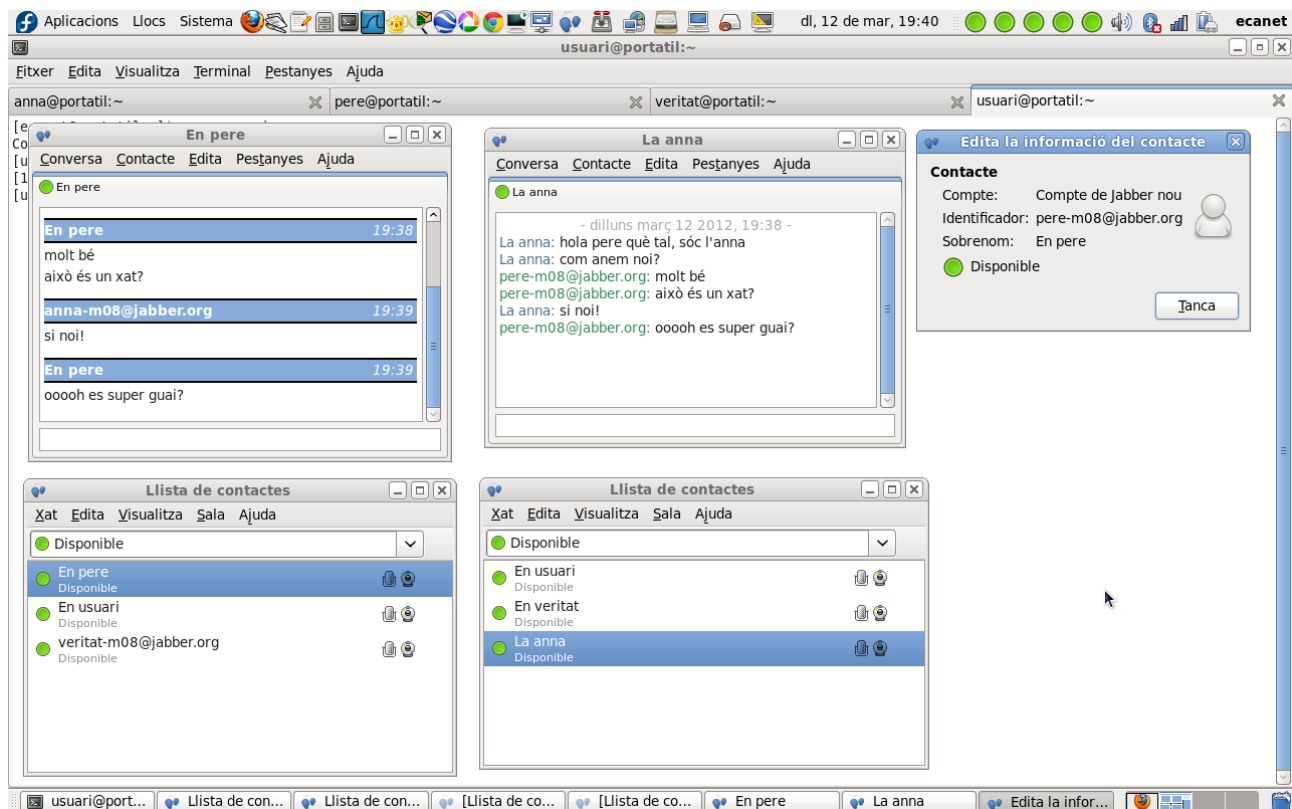 Aplicacions Llocs Sistema dl, 12 de mar, 19:40 ecanet
usuari@portatil:~
Fitxer Edita Visualitza Terminal Pestanyes Ajuda
anna@portatil:~ pere@portatil:~ veritat@portatil:~ usuari@portatil:~
[e
Co
[u
[1
[u
En pere
Conversa Contacte Edita Pestanyes Ajuda
En pere
En pere 19:38
molt bé
això és un xat?
anna-m08@jabber.org 19:39
si noi!
En pere 19:39
ooooh es super guai?
La anna
Conversa Contacte Edita Pestanyes Ajuda
La anna
- dilluns març 12 2012, 19:38 -
La anna: hola pere què tal, sóc l'anna
La anna: com anem noi?
pere-m08@jabber.org: molt bé
pere-m08@jabber.org: això és un xat?
La anna: si noi!
pere-m08@jabber.org: ooooh es super guai?
Edita la informació del contacte
Contacte
Compte: Compte de Jabber nou
Identificador: pere-m08@jabber.org
Sobrenom: En pere
Disponible
Tanca
Llista de contactes
Xat Edita Visualitza Sala Ajuda
Disponible
En pere
Disponible
En usuari
Disponible
veritat-m08@jabber.org
Disponible
Llista de contactes
Xat Edita Visualitza Sala Ajuda
Disponible
En usuari
Disponible
En veritat
Disponible
La anna
Disponible
usuari@port... Llista de con... Llista de con... [Llista de co... [Llista de co... En pere La anna Edita la infor...